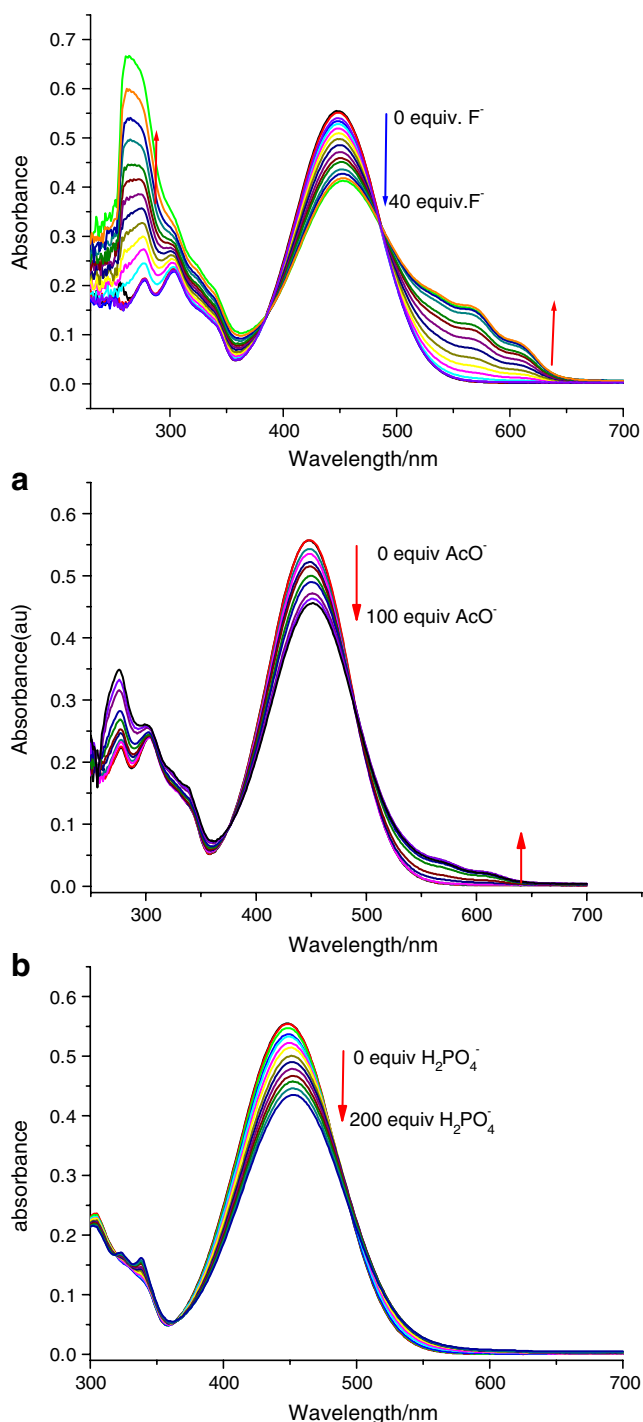 0.7
0.6
0.5
0.4
0.3
0.2
0.1
0.0
Absorbance
0 equiv. F⁻
40 equiv.F⁻
300 400 500 600 700
Wavelength/nm
a
0.6
0.5
0.4
0.3
0.2
0.1
0.0
Absorbance(au)
0 equiv AcO⁻
100 equiv AcO⁻
300 400 500 600 700
Wavelength/nm
b
0.6
0.5
0.4
0.3
0.2
0.1
0.0
absorbance
0 equiv H₂PO₄⁻
200 equiv H₂PO₄⁻
300 400 500 600 700
Wavelength/nm